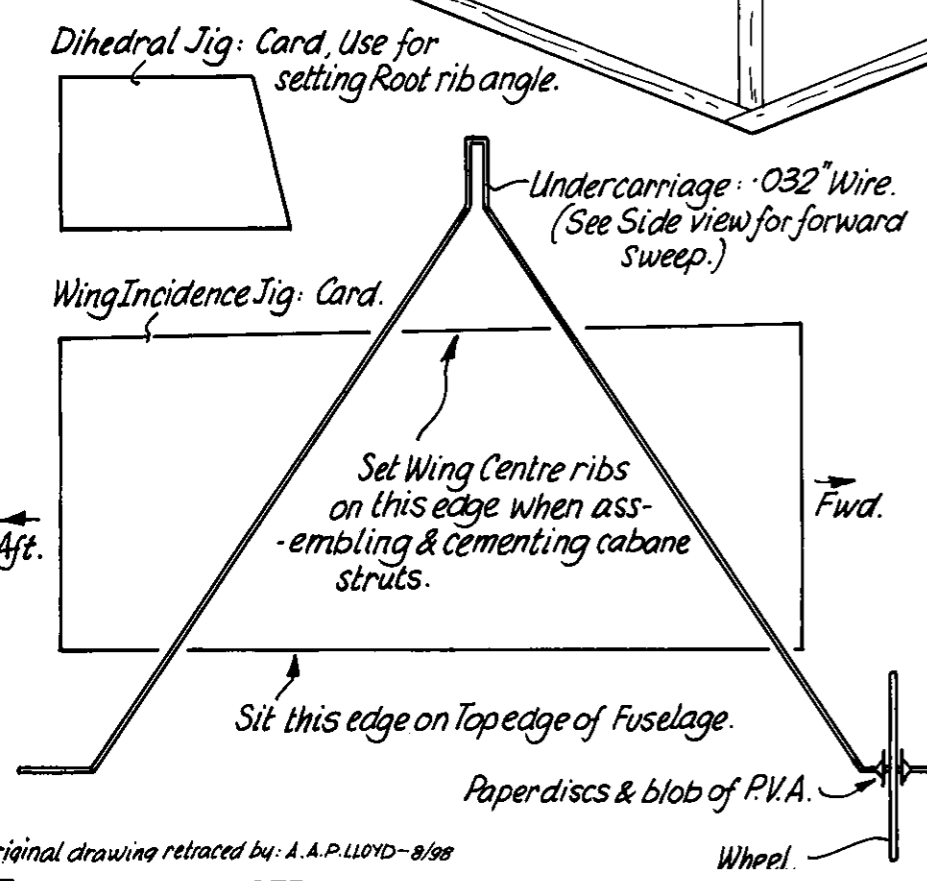 Dihedral Jig: Card, Use for
setting Root rib angle.
Undercarriage: .032" Wire.
(See Side view for forward
sweep.)
Wing Incidence Jig: Card.
Set Wing Centre ribs
on this edge when ass-
-embling & cementing cabane
struts.
Fwd.
Aft.
Sit this edge on Top edge of Fuselage.
Paper discs & blob of P.V.A.
riginal drawing retraced by: A.A.P.LLOYD-8/98
Wheel